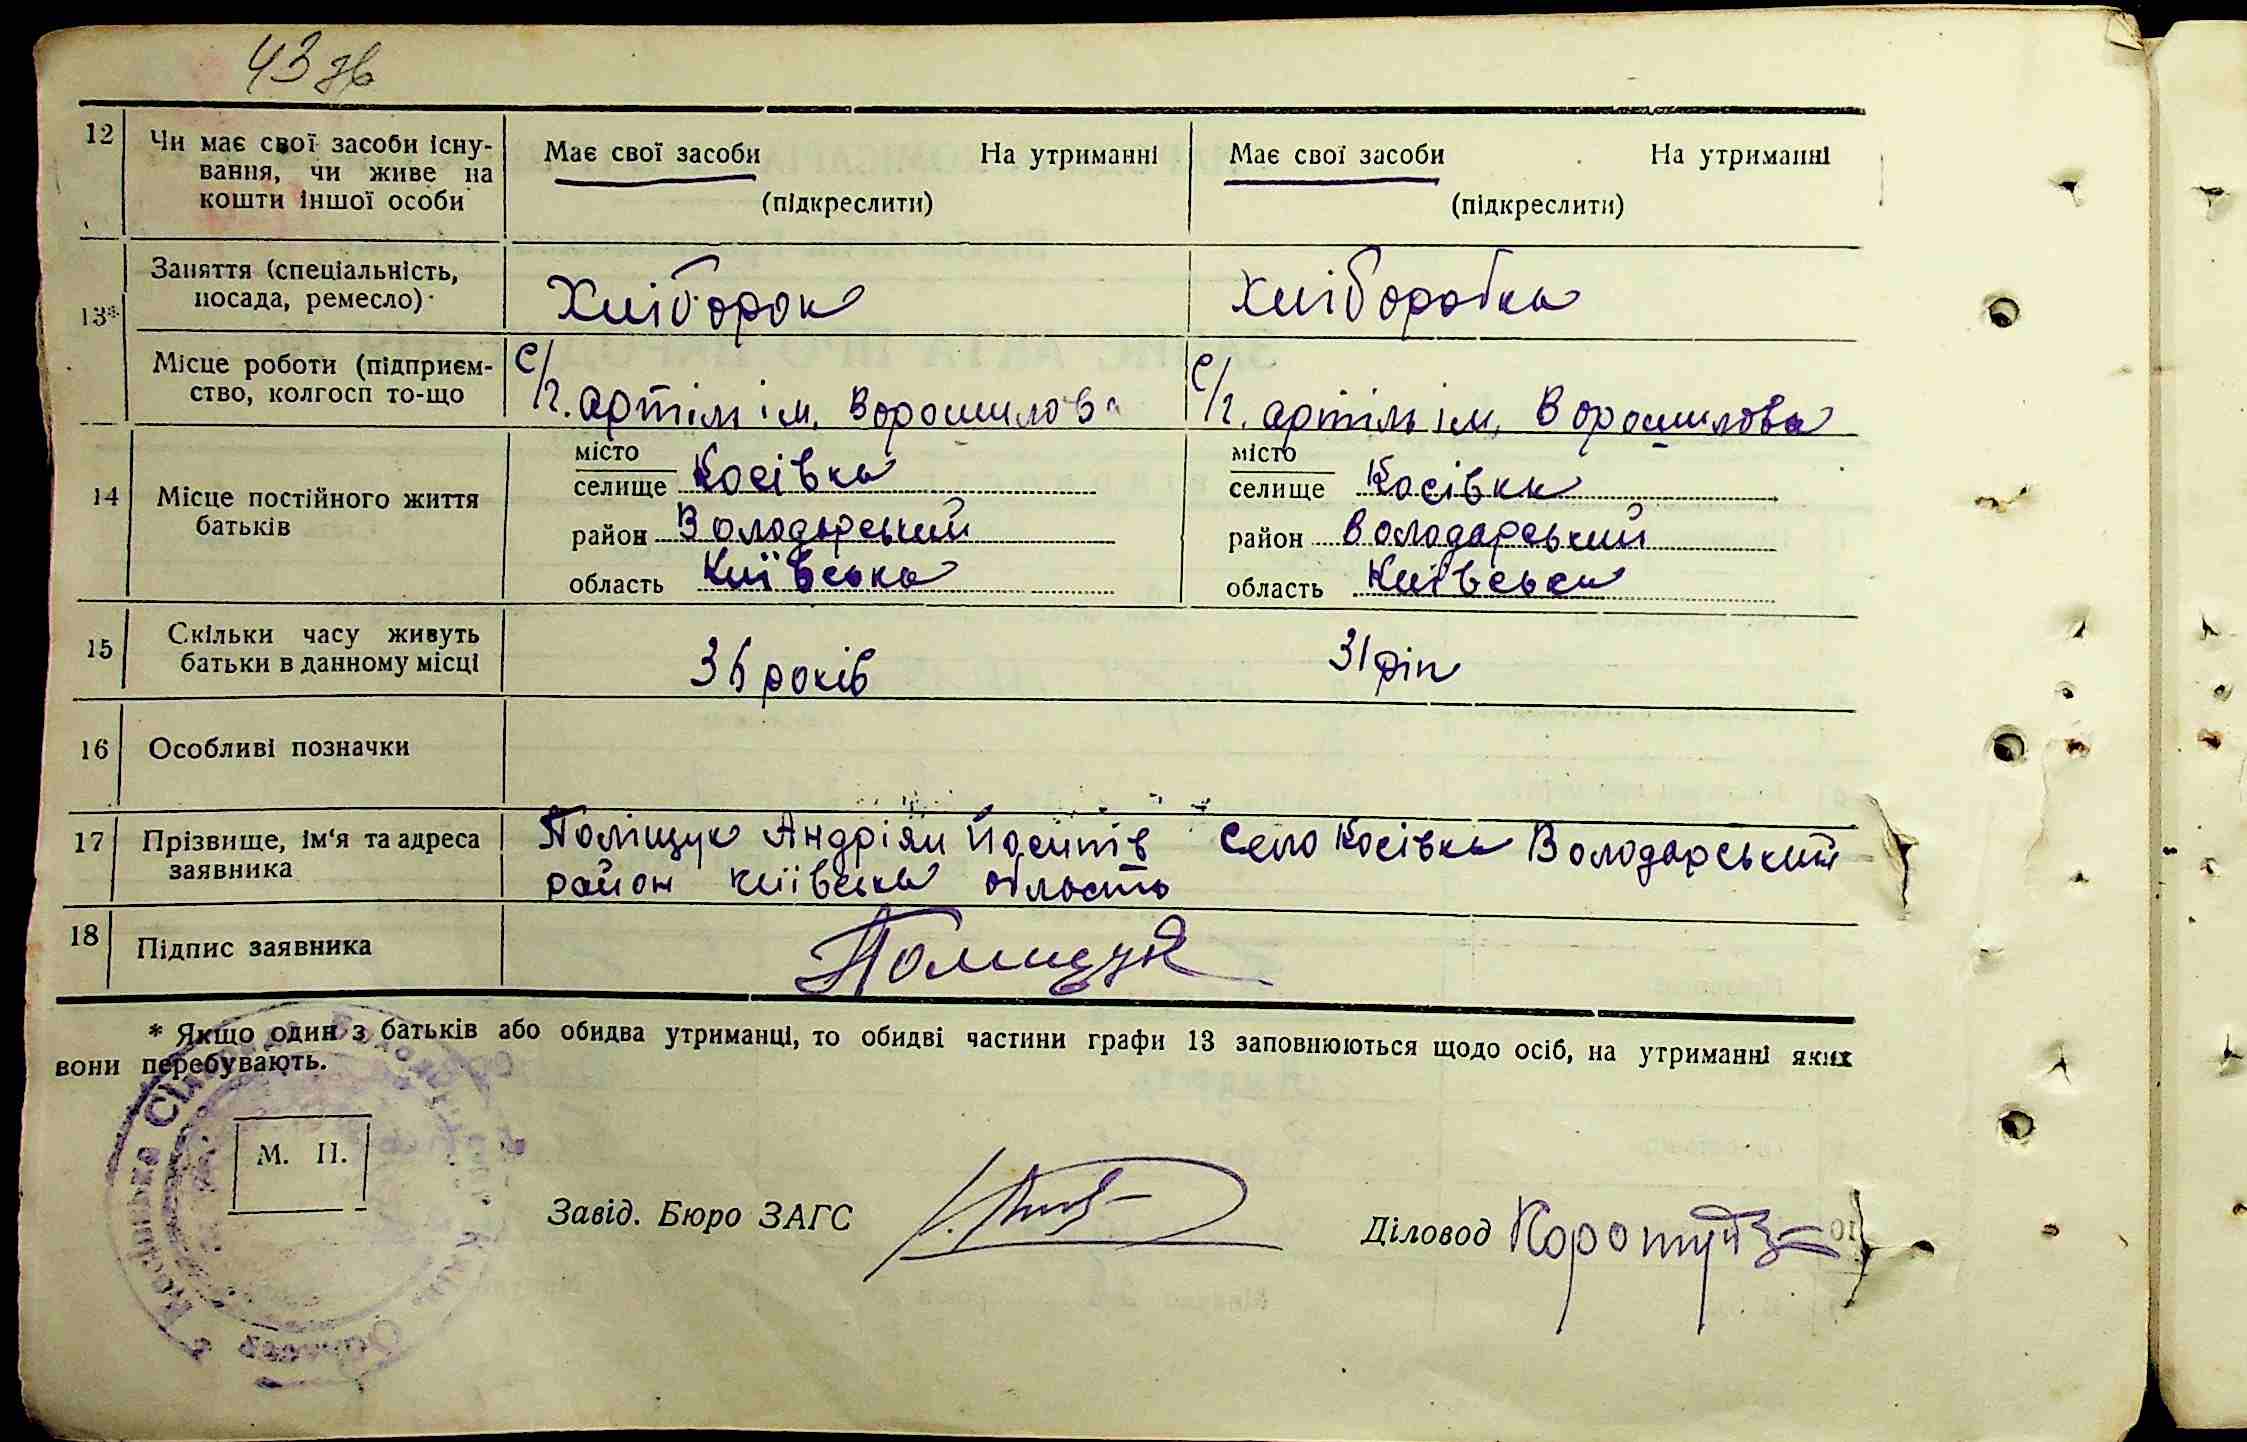 43 зв
12 Чи має свої засоби існу- Має свої засоби На утриманні Має свої засоби На утриманні
вання, чи живе на
кошти іншої особи (підкреслити) (підкреслити)
13* Заняття (спеціальність, Хлібороб Хліборобка
посада, ремесло)
Місце роботи (підприєм- С/г. артіль ім. Ворошилова С/г. артіль ім. Ворошилова
ство, колгосп то-що
14 Місце постійного життя місто місто
батьків селище Косівка селище Косівка
район Володарський район Володарський
область Київська область Київська
15 Скільки часу живуть 36 років 31 рік
батьки в данному місці
16 Особливі позначки
17 Прізвище, ім'я та адреса Поліщук Андріян Йосипів село Косівка Володарський
заявника район Київська область
18 Підпис заявника Полищук
* Якщо один з батьків або обидва утриманці, то обидві частини графи 13 заповнюються щодо осіб, на утриманні яких
вони перебувають.
М. П.
Завід. Бюро ЗАГС Діловод
Косівська Сільська